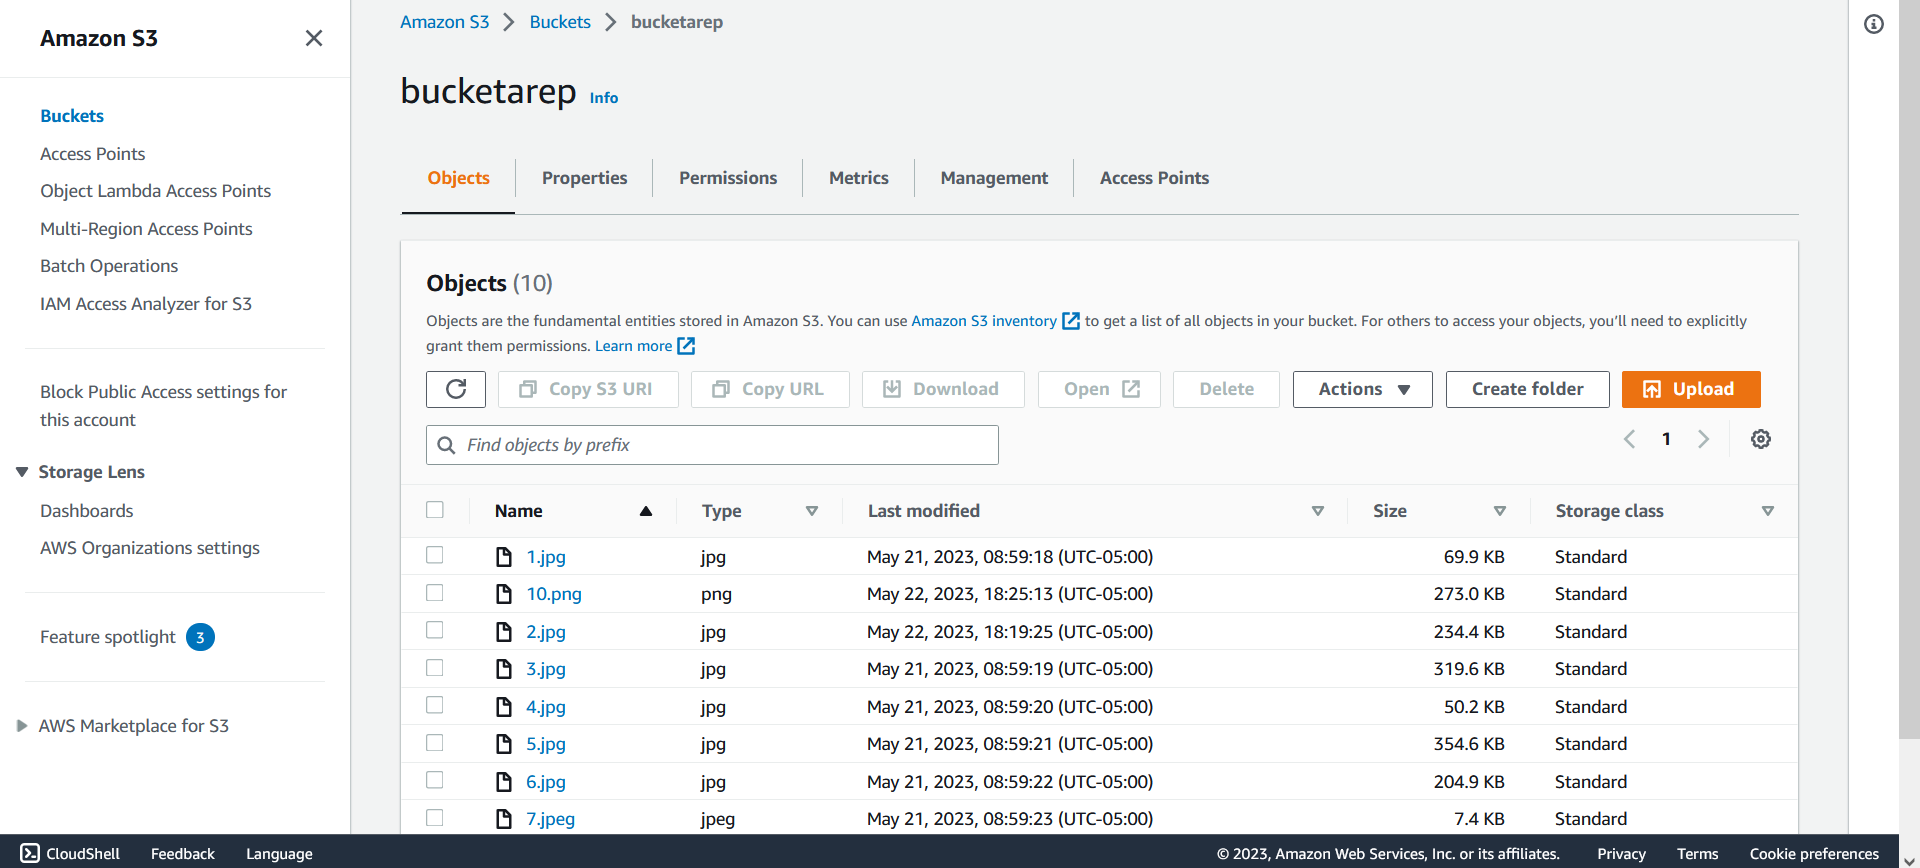 Amazon S3
Buckets
Access Points
Object Lambda Access Points
Multi-Region Access Points
Batch Operations
IAM Access Analyzer for S3
Block Public Access settings for
this account
Storage Lens
Dashboards
AWS Organizations settings
Feature spotlight 3
AWS Marketplace for S3
Amazon S3 Buckets bucketarep
bucketarep Info
Objects Properties Permissions Metrics Management Access Points
Objects (10)
Objects are the fundamental entities stored in Amazon S3. You can use Amazon S3 inventory to get a list of all objects in your bucket. For others to access your objects, you’ll need to explicitly
grant them permissions. Learn more
Copy S3 URI Copy URL Download Open Delete Actions Create folder Upload
Find objects by prefix 1
Name Type Last modified Size Storage class
1.jpg jpg May 21, 2023, 08:59:18 (UTC-05:00) 69.9 KB Standard
10.png png May 22, 2023, 18:25:13 (UTC-05:00) 273.0 KB Standard
2.jpg jpg May 22, 2023, 18:19:25 (UTC-05:00) 234.4 KB Standard
3.jpg jpg May 21, 2023, 08:59:19 (UTC-05:00) 319.6 KB Standard
4.jpg jpg May 21, 2023, 08:59:20 (UTC-05:00) 50.2 KB Standard
5.jpg jpg May 21, 2023, 08:59:21 (UTC-05:00) 354.6 KB Standard
6.jpg jpg May 21, 2023, 08:59:22 (UTC-05:00) 204.9 KB Standard
7.jpeg jpeg May 21, 2023, 08:59:23 (UTC-05:00) 7.4 KB Standard
CloudShell Feedback Language © 2023, Amazon Web Services, Inc. or its affiliates. Privacy Terms Cookie preferences